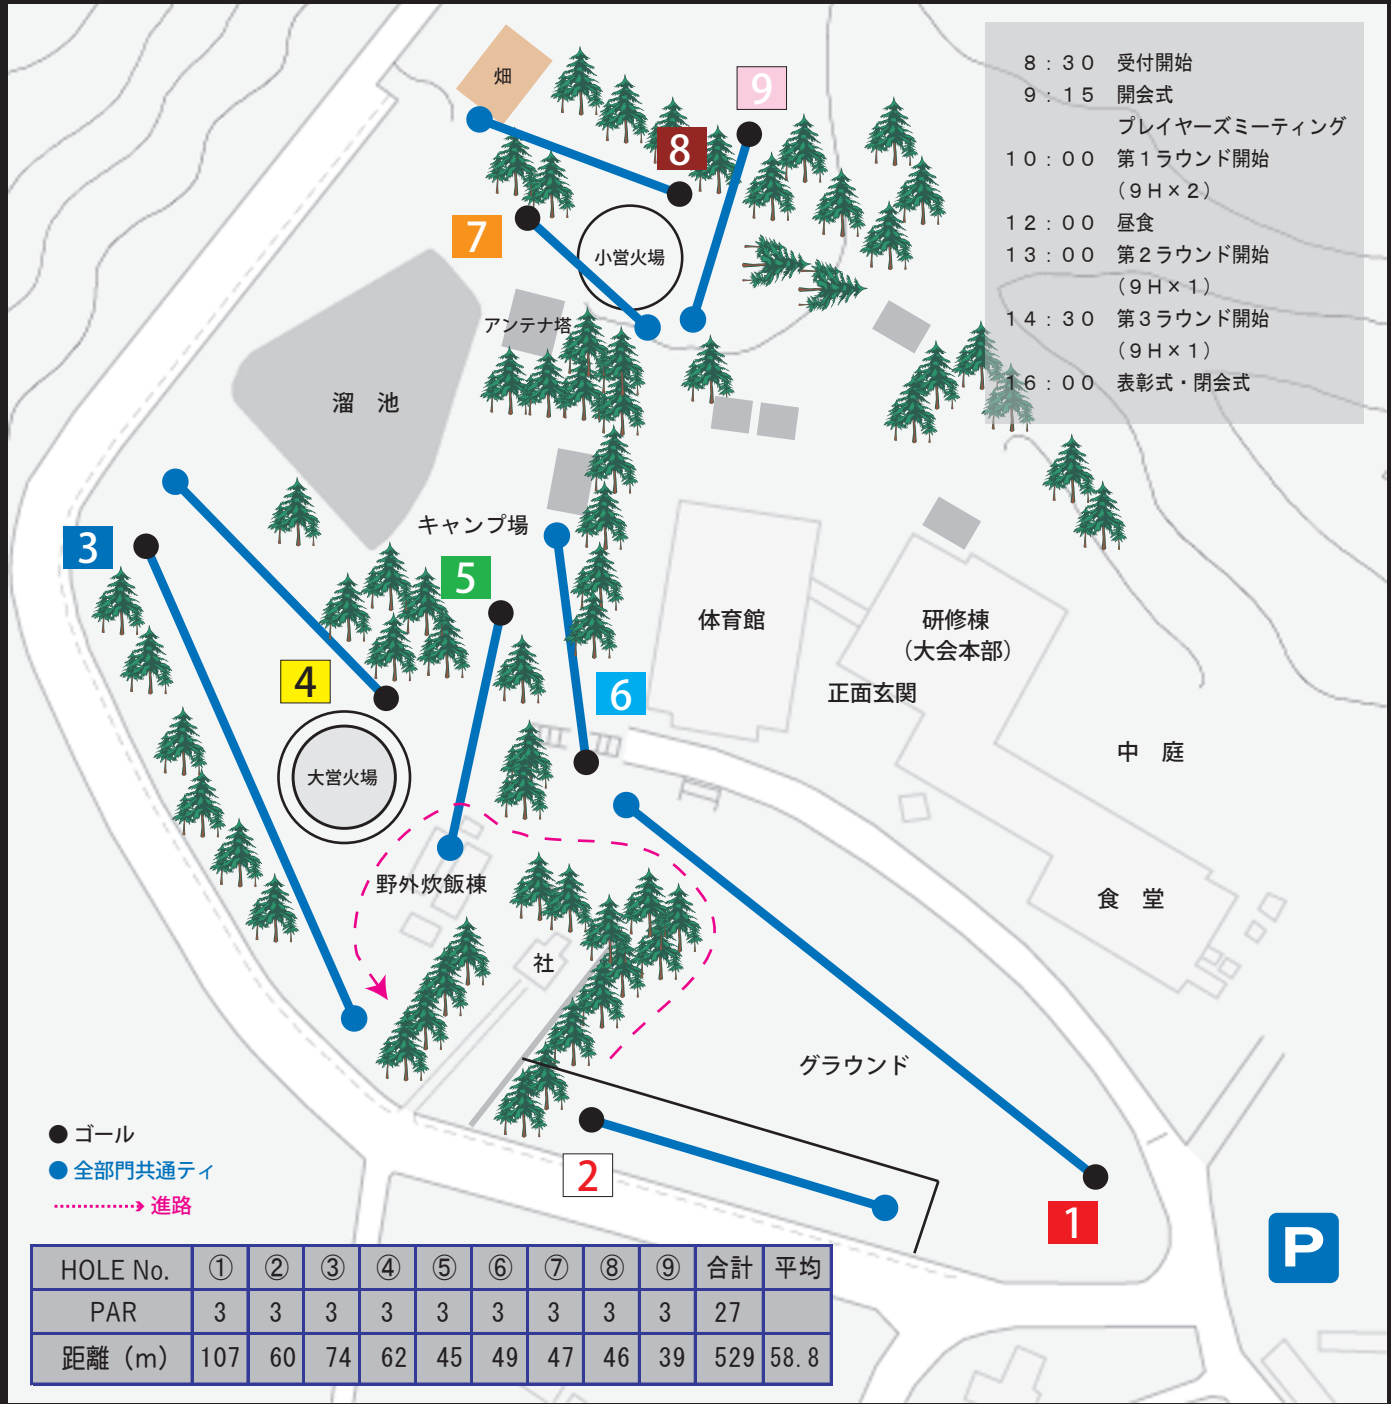 畑
9
8
7
小営火場
アンテナ塔
溜 池
8:30 受付開始
9:15 開会式
プレイヤーズミーティング
10:00 第1ラウンド開始
(9H×2)
12:00 昼食
13:00 第2ラウンド開始
(9H×1)
14:30 第3ラウンド開始
(9H×1)
16:00 表彰式・閉会式
キャンプ場
3
5
体育館
研修棟
(大会本部)
正面玄関
4
6
大営火場
中 庭
野外炊飯棟
食 堂
社
グラウンド
2
1
P
ゴール
全部門共通ティ
進路
HOLE No. ① ② ③ ④ ⑤ ⑥ ⑦ ⑧ ⑨ 合計 平均
PAR 3 3 3 3 3 3 3 3 3 27
距離(m) 107 60 74 62 45 49 47 46 39 529 58.8